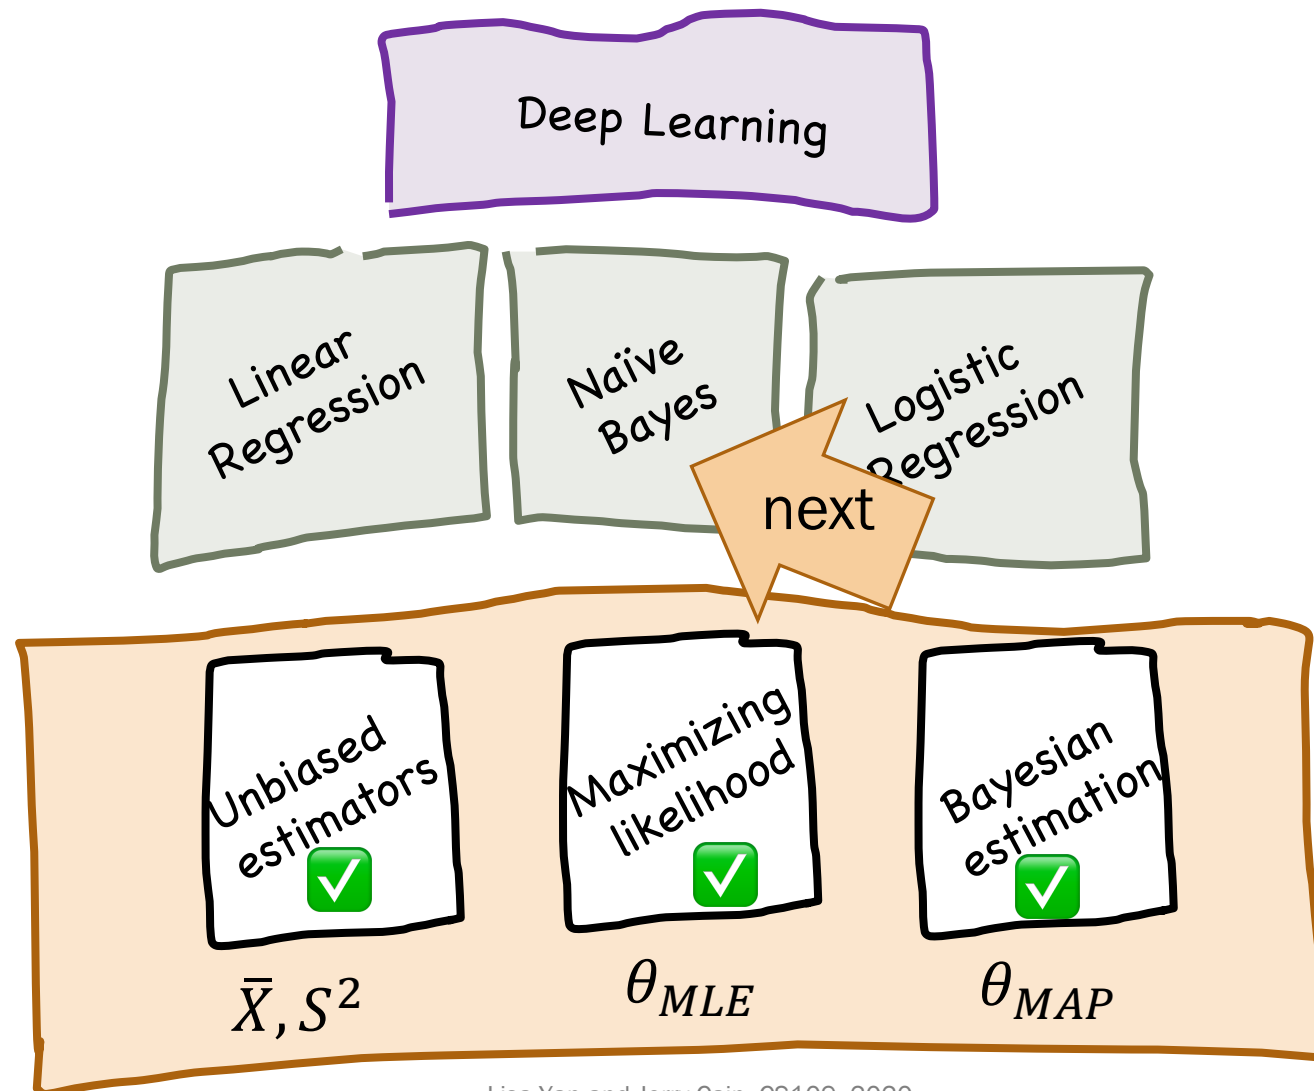 Deep Learning
Linear
Regression
Naïve
Bayes
Logistic
Regression
next
Unbiased
estimators
Maximizing
likelihood
Bayesian
estimation
X̄, S²
θ_MLE
θ_MAP